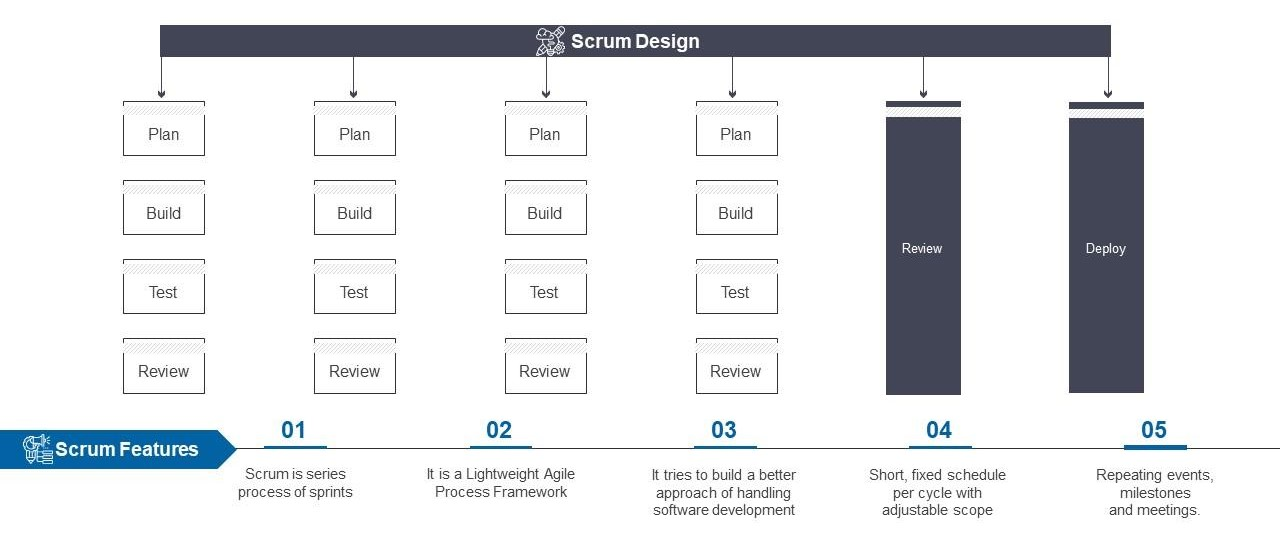 Scrum Design
Plan
Plan
Plan
Plan
Build
Build
Build
Build
Test
Test
Test
Test
Review
Review
Review
Review
Review
Deploy
Scrum Features
01
Scrum is series
process of sprints
02
It is a Lightweight Agile
Process Framework
03
It tries to build a better
approach of handling
software development
04
Short, fixed schedule
per cycle with
adjustable scope
05
Repeating events,
milestones
and meetings.